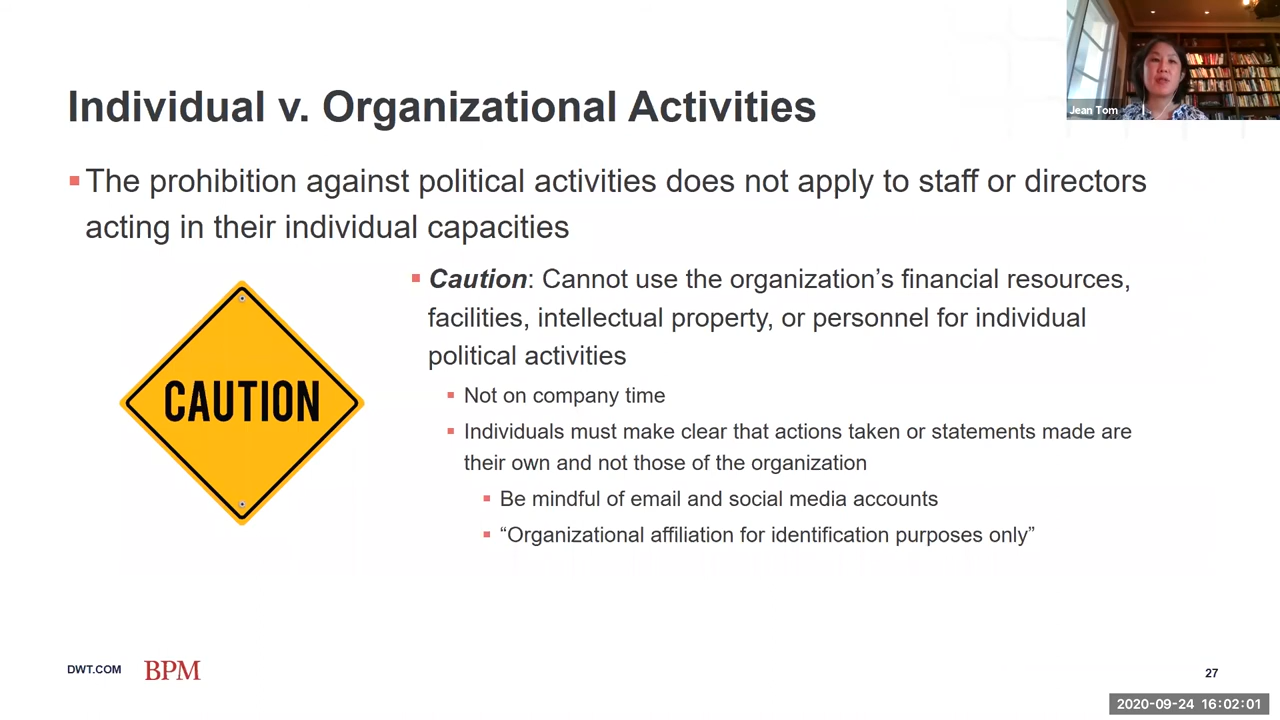 Jean Tom
Individual v. Organizational Activities
The prohibition against political activities does not apply to staff or directors
acting in their individual capacities
CAUTION
Caution: Cannot use the organization’s financial resources,
facilities, intellectual property, or personnel for individual
political activities
Not on company time
Individuals must make clear that actions taken or statements made are
their own and not those of the organization
Be mindful of email and social media accounts
“Organizational affiliation for identification purposes only”
DWT.COM
BPM
27
2020-09-24 16:02:01